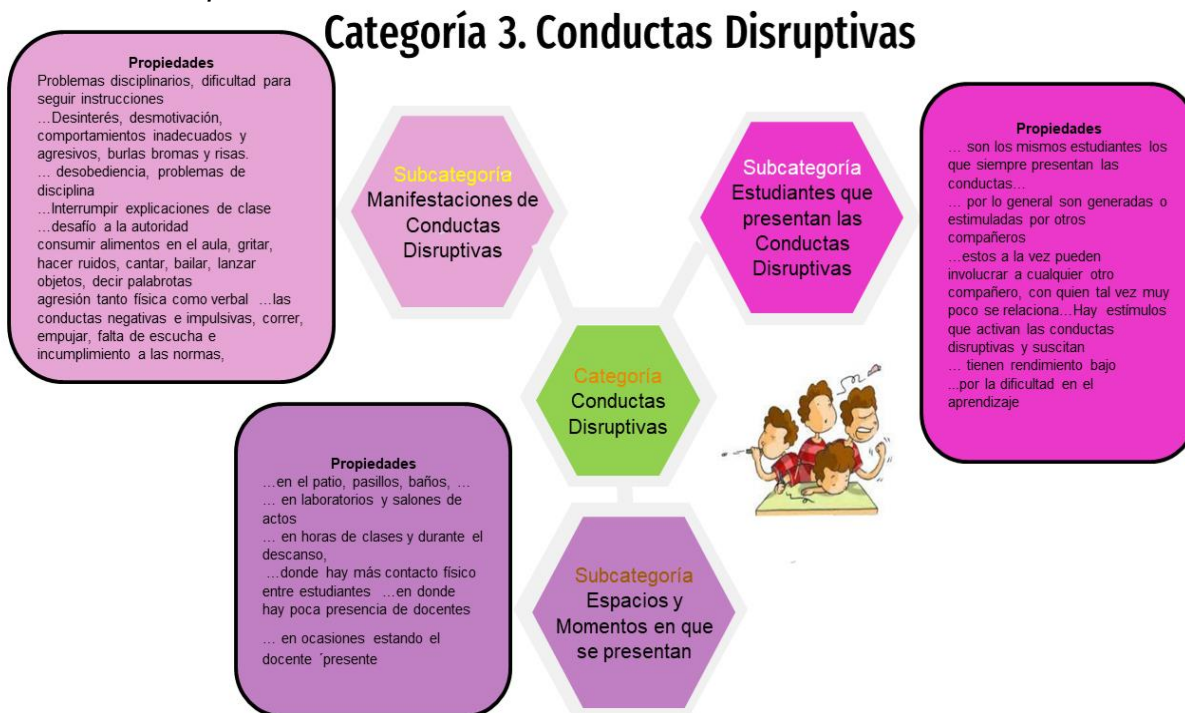 Categoría 3. Conductas Disruptivas
Propiedades
Problemas disciplinarios, dificultad para
seguir instrucciones
…Desinterés, desmotivación,
comportamientos inadecuados y
agresivos, burlas bromas y risas.
… desobediencia, problemas de
disciplina
…Interrumpir explicaciones de clase
…desafío a la autoridad
consumir alimentos en el aula, gritar,
hacer ruidos, cantar, bailar, lanzar
objetos, decir palabrotas
agresión tanto física como verbal …las
conductas negativas e impulsivas, correr,
empujar, falta de escucha e
incumplimiento a las normas,
Subcategoría
Manifestaciones de
Conductas
Disruptivas
Subcategoría
Estudiantes que
presentan las
Conductas
Disruptivas
Propiedades
… son los mismos estudiantes los
que siempre presentan las
conductas…
… por lo general son generadas o
estimuladas por otros
compañeros
…estos a la vez pueden
involucrar a cualquier otro
compañero, con quien tal vez muy
poco se relaciona…Hay estímulos
que activan las conductas
disruptivas y suscitan
… tienen rendimiento bajo
...por la dificultad en el
aprendizaje
Categoría
Conductas
Disruptivas
Propiedades
…en el patio, pasillos, baños, …
… en laboratorios y salones de
actos
… en horas de clases y durante el
descanso,
…donde hay más contacto físico
entre estudiantes …en donde
hay poca presencia de docentes
… en ocasiones estando el
docente ´presente
Subcategoría
Espacios y
Momentos en que
se presentan